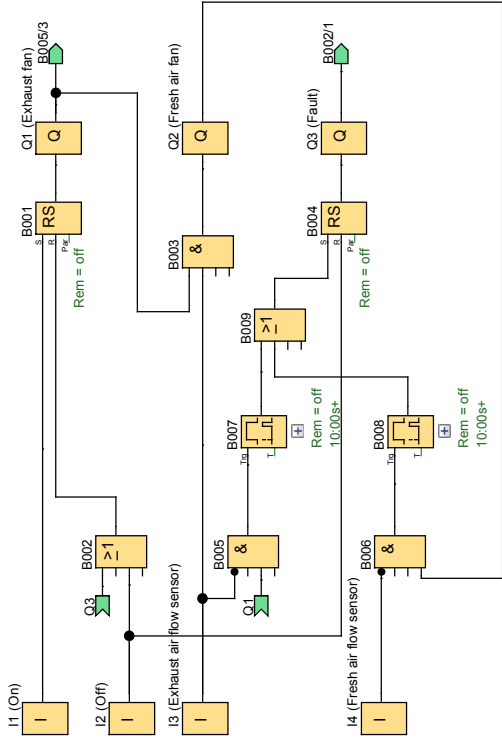 I1 (On)
I
B001
RS
S
R
Par
Rem = off
Q1 (Exhaust fan)
Q
B005/3
I2 (Off)
I
Q3
B002
>1
I3 (Exhaust air flow sensor)
I
B003
&
Q2 (Fresh air fan)
Q
B005
&
Q1
B007
Trg
T
Rem = off
10:00s+
B009
>1
B004
RS
S
R
Par
Rem = off
Q3 (Fault)
Q
B002/1
I4 (Fresh air flow sensor)
I
B006
&
B008
Trg
T
Rem = off
10:00s+